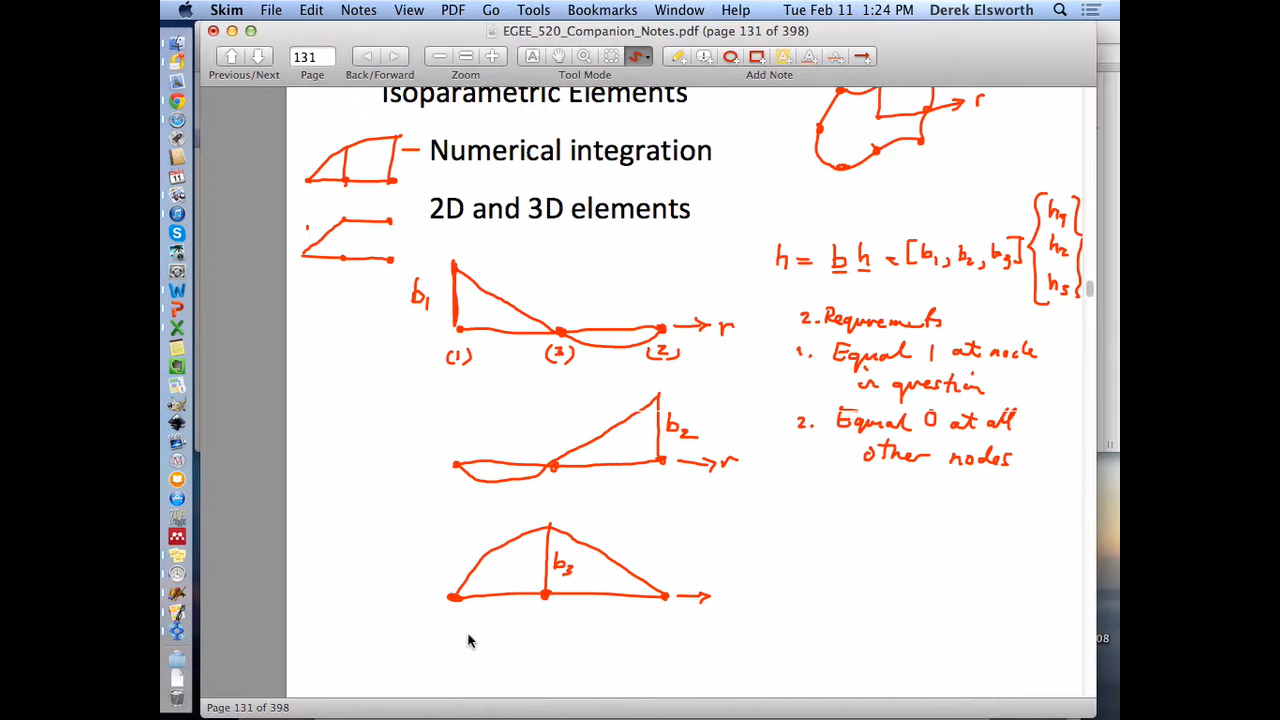 Skim File Edit Notes View PDF Go Tools Bookmarks Window Help Tue Feb 11 1:24 PM Derek Elsworth
EGEE_520_Companion_Notes.pdf (page 131 of 398)
131
Previous/Next Page Back/Forward Zoom Tool Mode Add Note
Isoparametric Elements
r
– Numerical integration
2D and 3D elements
h = b h = [b1, b2, b3] {h1
h2
h3}
b1
r
(1) (3) (2)
2. Requirements
1. Equal 1 at node
in question
2. Equal 0 at all
other nodes
b2
r
b3
08
Page 131 of 398